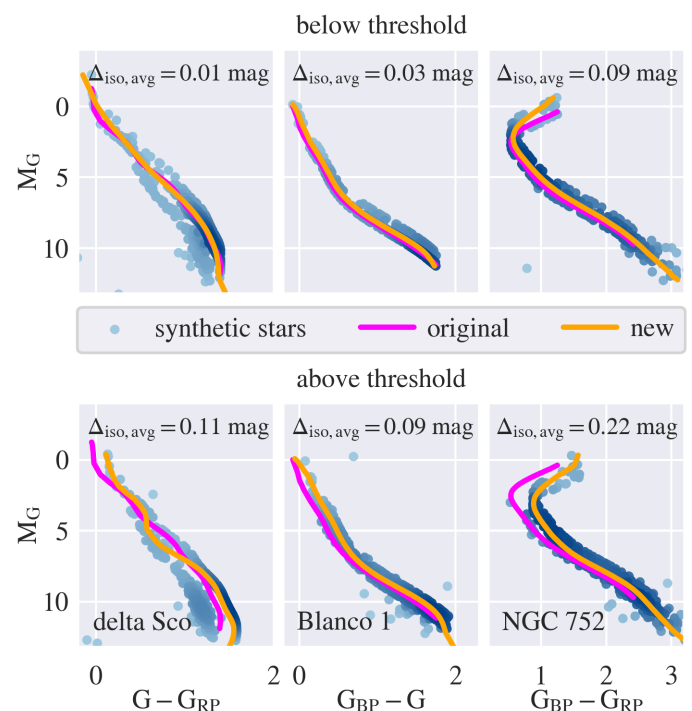 below threshold
Δiso, avg = 0.01 mag Δiso, avg = 0.03 mag Δiso, avg = 0.09 mag
0
5
10
MG
synthetic stars original new
above threshold
Δiso, avg = 0.11 mag Δiso, avg = 0.09 mag Δiso, avg = 0.22 mag
0
5
10
MG
delta Sco Blanco 1 NGC 752
0 2 0 2 1 2 3
G − GRP GBP − G GBP − GRP